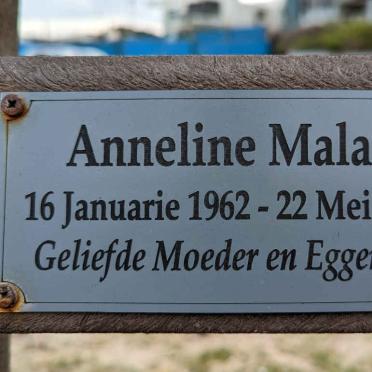 Anneline Mala
16 Januarie 1962 - 22 Mei
Geliefde Moeder en Egge